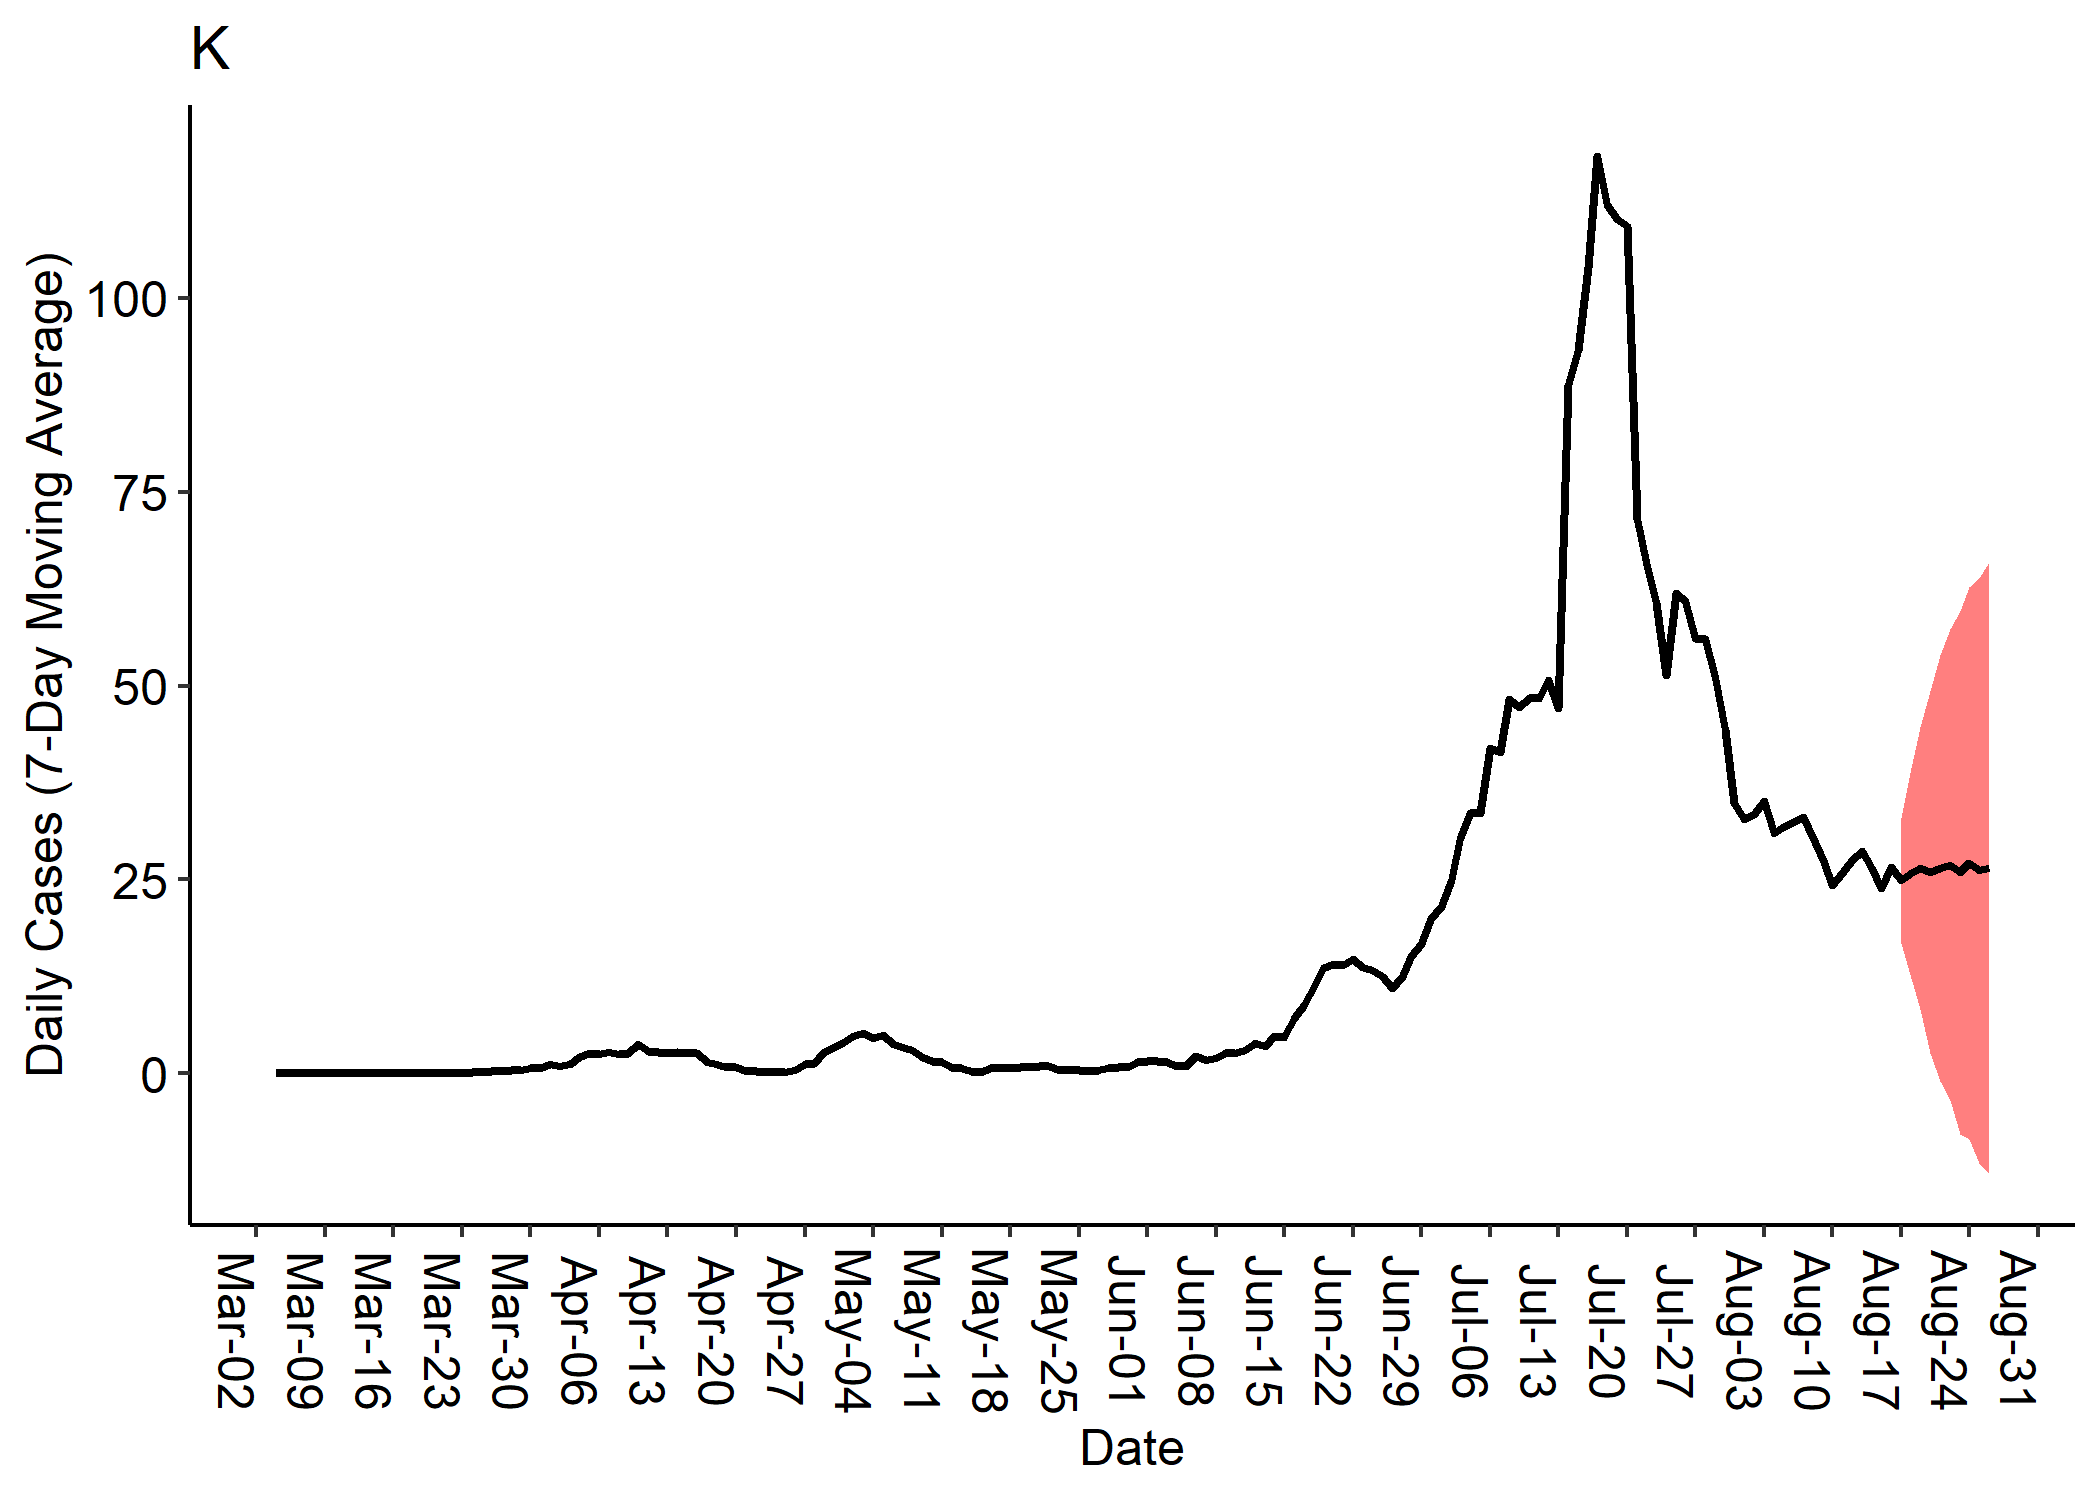 K
Daily Cases (7-Day Moving Average)
100
75
50
25
0
Mar-02
Mar-09
Mar-16
Mar-23
Mar-30
Apr-06
Apr-13
Apr-20
Apr-27
May-04
May-11
May-18
May-25
Jun-01
Jun-08
Jun-15
Jun-22
Jun-29
Jul-06
Jul-13
Jul-20
Jul-27
Aug-03
Aug-10
Aug-17
Aug-24
Aug-31
Date